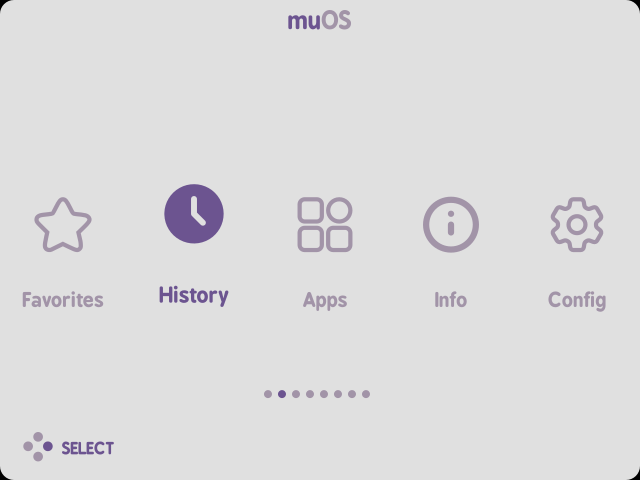 muOS
Favorites
History
Apps
Info
Config
SELECT